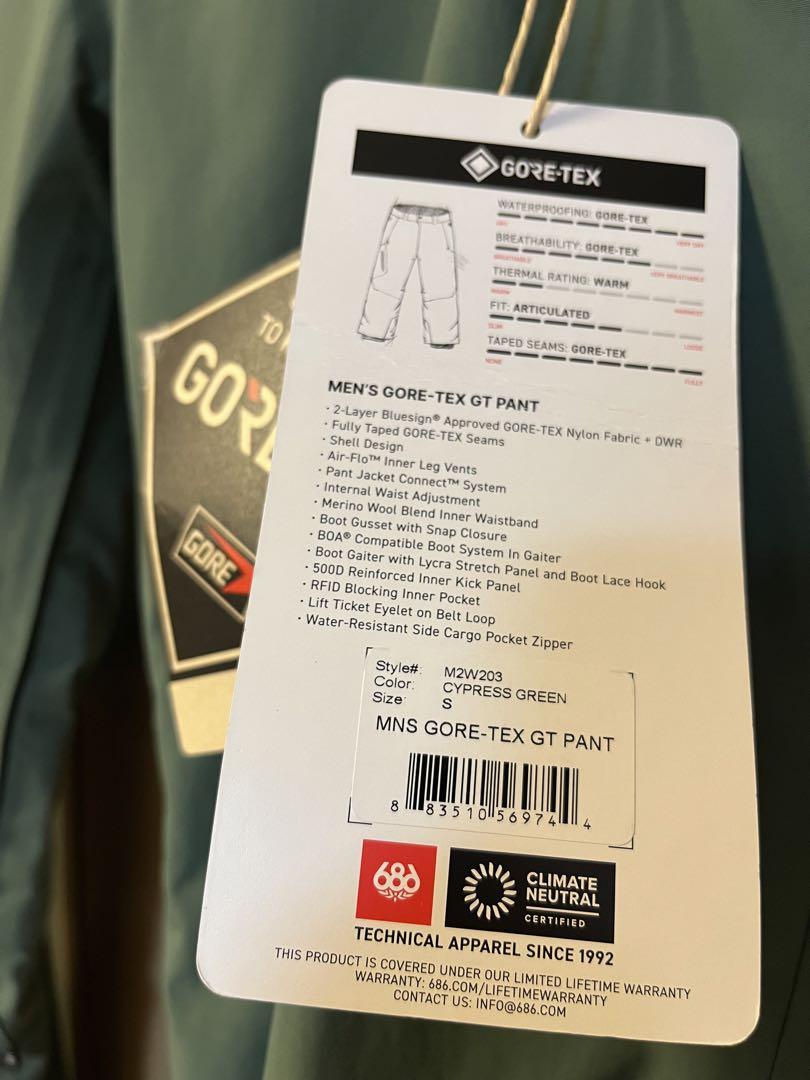 GORE-TEX
WATERPROOFING: GORE-TEX
DRY VERY DRY
BREATHABILITY: GORE-TEX
BREATHABLE VERY BREATHABLE
THERMAL RATING: WARM
WARM WARMEST
FIT: ARTICULATED
SLIM LOOSE
TAPED SEAMS: GORE-TEX
NONE FULLY
MEN'S GORE-TEX GT PANT
· 2-Layer Bluesign® Approved GORE-TEX Nylon Fabric + DWR
· Fully Taped GORE-TEX Seams
· Shell Design
· Air-Flo™ Inner Leg Vents
· Pant Jacket Connect™ System
· Internal Waist Adjustment
· Merino Wool Blend Inner Waistband
· Boot Gusset with Snap Closure
· BOA® Compatible Boot System In Gaiter
· Boot Gaiter with Lycra Stretch Panel and Boot Lace Hook
· 500D Reinforced Inner Kick Panel
· RFID Blocking Inner Pocket
· Lift Ticket Eyelet on Belt Loop
· Water-Resistant Side Cargo Pocket Zipper
Style#: M2W203
Color: CYPRESS GREEN
Size: S
MNS GORE-TEX GT PANT
8 83510 56974 4
686
CLIMATE
NEUTRAL
CERTIFIED
TECHNICAL APPAREL SINCE 1992
THIS PRODUCT IS COVERED UNDER OUR LIMITED LIFETIME WARRANTY
WARRANTY: 686.COM/LIFETIMEWARRANTY
CONTACT US: INFO@686.COM
TO
GORE
GORE